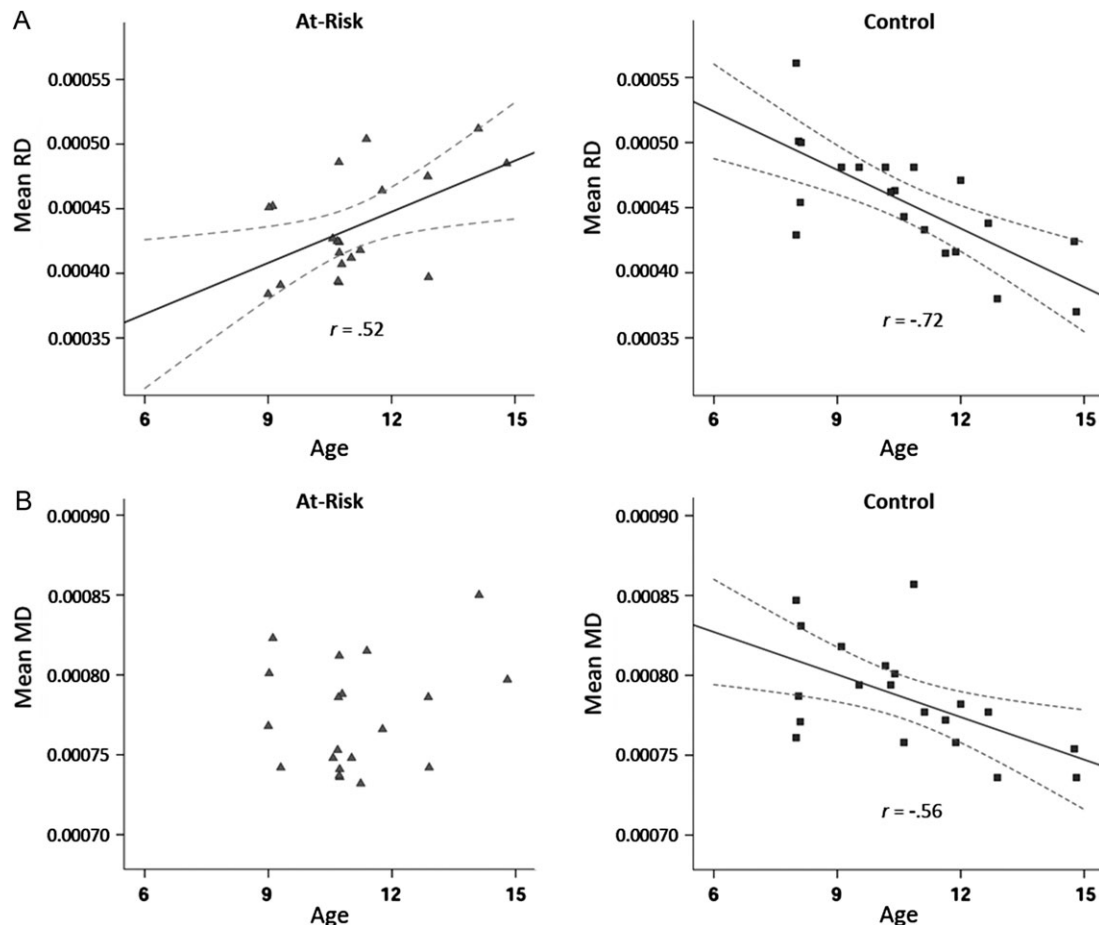 A
At-Risk
Mean RD
0.00055
0.00050
0.00045
0.00040
0.00035
r = .52
6 9 12 15
Age
Control
Mean RD
0.00055
0.00050
0.00045
0.00040
0.00035
r = -.72
6 9 12 15
Age
B
At-Risk
Mean MD
0.00090
0.00085
0.00080
0.00075
0.00070
6 9 12 15
Age
Control
Mean MD
0.00090
0.00085
0.00080
0.00075
0.00070
r = -.56
6 9 12 15
Age